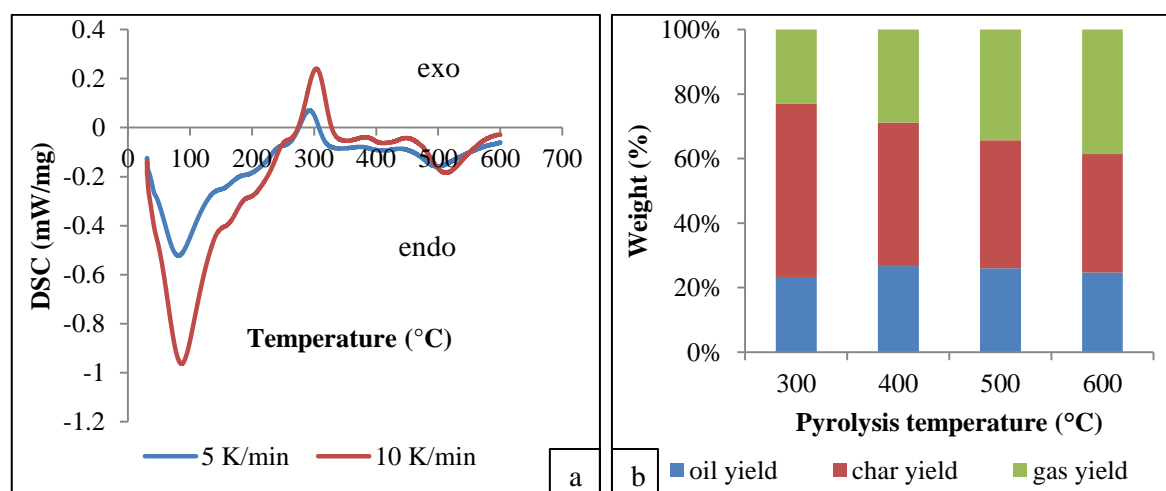 0.4
0.2
0
-0.2
-0.4
-0.6
-0.8
-1
-1.2
DSC (mW/mg)
0 100 200 300 400 500 600 700
exo
endo
Temperature (°C)
5 K/min 10 K/min
a
100%
80%
60%
40%
20%
0%
Weight (%)
300 400 500 600
Pyrolysis temperature (°C)
b
oil yield char yield gas yield